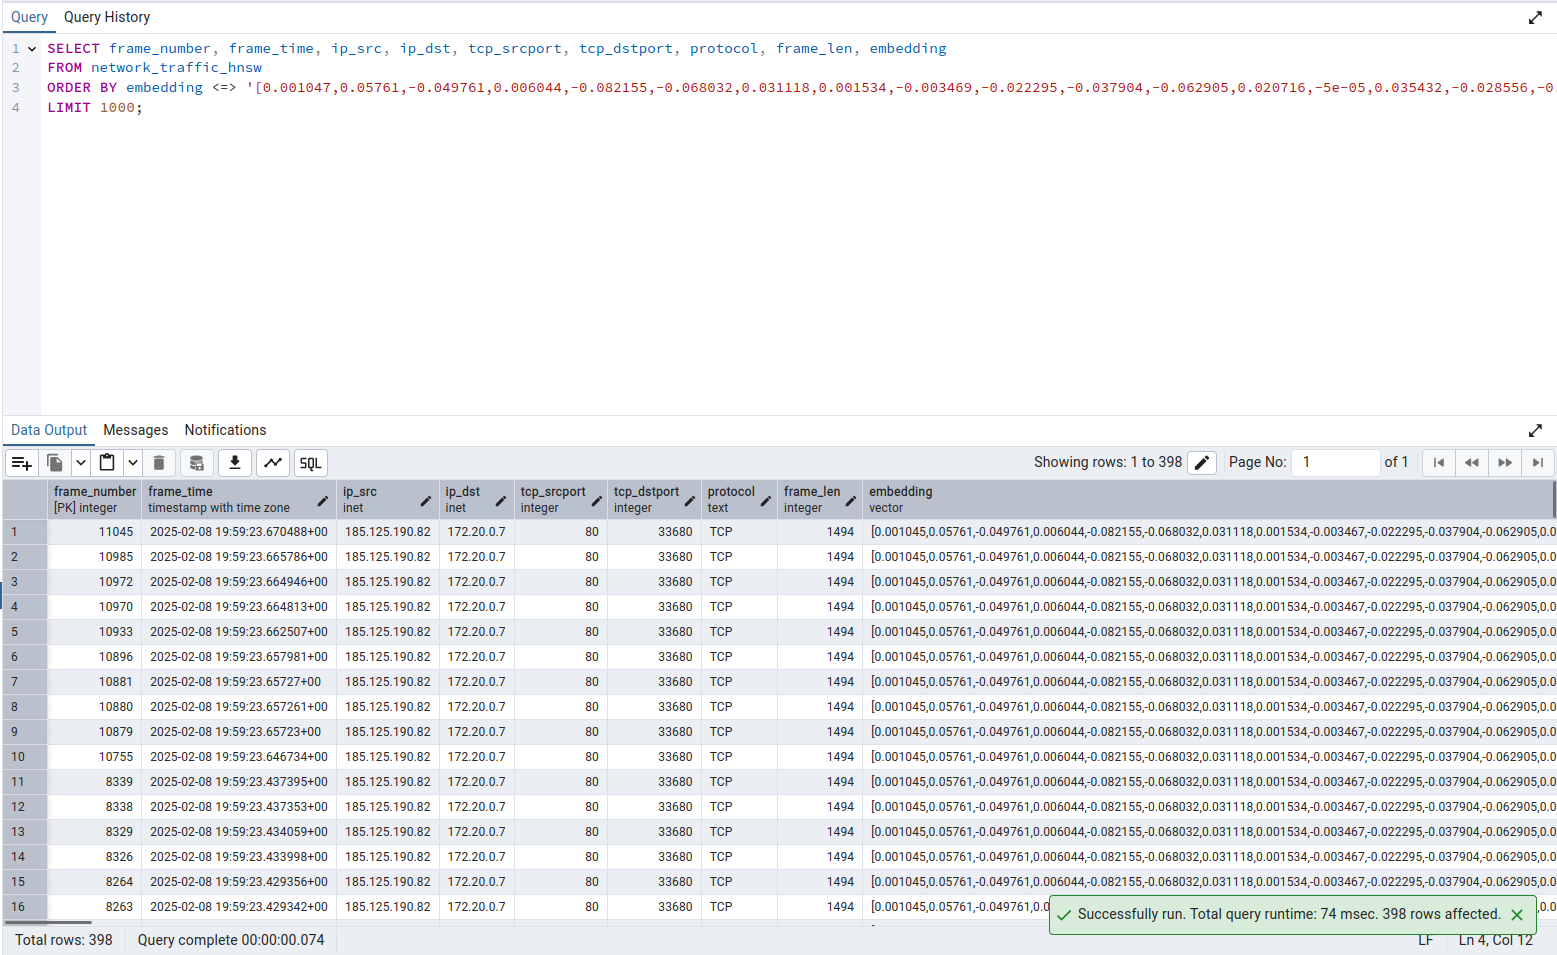 Query Query History
1 SELECT frame_number, frame_time, ip_src, ip_dst, tcp_srcport, tcp_dstport, protocol, frame_len, embedding
2 FROM network_traffic_hnsw
3 ORDER BY embedding <=> '[0.001047,0.05761,-0.049761,0.006044,-0.082155,-0.068032,0.031118,0.001534,-0.003469,-0.022295,-0.037904,-0.062905,0.020716,-5e-05,0.035432,-0.028556,-0
4 LIMIT 1000;
Data Output Messages Notifications
SQL Showing rows: 1 to 398 Page No: 1 of 1
frame_number frame_time ip_src ip_dst tcp_srcport tcp_dstport protocol frame_len embedding
[PK] integer timestamp with time zone inet inet integer integer text integer vector
1 11045 2025-02-08 19:59:23.670488+00 185.125.190.82 172.20.0.7 80 33680 TCP 1494 [0.001045,0.05761,-0.049761,0.006044,-0.082155,-0.068032,0.031118,0.001534,-0.003467,-0.022295,-0.037904,-0.062905,0.0
2 10985 2025-02-08 19:59:23.665786+00 185.125.190.82 172.20.0.7 80 33680 TCP 1494 [0.001045,0.05761,-0.049761,0.006044,-0.082155,-0.068032,0.031118,0.001534,-0.003467,-0.022295,-0.037904,-0.062905,0.0
3 10972 2025-02-08 19:59:23.664946+00 185.125.190.82 172.20.0.7 80 33680 TCP 1494 [0.001045,0.05761,-0.049761,0.006044,-0.082155,-0.068032,0.031118,0.001534,-0.003467,-0.022295,-0.037904,-0.062905,0.0
4 10970 2025-02-08 19:59:23.664813+00 185.125.190.82 172.20.0.7 80 33680 TCP 1494 [0.001045,0.05761,-0.049761,0.006044,-0.082155,-0.068032,0.031118,0.001534,-0.003467,-0.022295,-0.037904,-0.062905,0.0
5 10933 2025-02-08 19:59:23.662507+00 185.125.190.82 172.20.0.7 80 33680 TCP 1494 [0.001045,0.05761,-0.049761,0.006044,-0.082155,-0.068032,0.031118,0.001534,-0.003467,-0.022295,-0.037904,-0.062905,0.0
6 10896 2025-02-08 19:59:23.657981+00 185.125.190.82 172.20.0.7 80 33680 TCP 1494 [0.001045,0.05761,-0.049761,0.006044,-0.082155,-0.068032,0.031118,0.001534,-0.003467,-0.022295,-0.037904,-0.062905,0.0
7 10881 2025-02-08 19:59:23.65727+00 185.125.190.82 172.20.0.7 80 33680 TCP 1494 [0.001045,0.05761,-0.049761,0.006044,-0.082155,-0.068032,0.031118,0.001534,-0.003467,-0.022295,-0.037904,-0.062905,0.0
8 10880 2025-02-08 19:59:23.657261+00 185.125.190.82 172.20.0.7 80 33680 TCP 1494 [0.001045,0.05761,-0.049761,0.006044,-0.082155,-0.068032,0.031118,0.001534,-0.003467,-0.022295,-0.037904,-0.062905,0.0
9 10879 2025-02-08 19:59:23.65723+00 185.125.190.82 172.20.0.7 80 33680 TCP 1494 [0.001045,0.05761,-0.049761,0.006044,-0.082155,-0.068032,0.031118,0.001534,-0.003467,-0.022295,-0.037904,-0.062905,0.0
10 10755 2025-02-08 19:59:23.646734+00 185.125.190.82 172.20.0.7 80 33680 TCP 1494 [0.001045,0.05761,-0.049761,0.006044,-0.082155,-0.068032,0.031118,0.001534,-0.003467,-0.022295,-0.037904,-0.062905,0.0
11 8339 2025-02-08 19:59:23.437395+00 185.125.190.82 172.20.0.7 80 33680 TCP 1494 [0.001045,0.05761,-0.049761,0.006044,-0.082155,-0.068032,0.031118,0.001534,-0.003467,-0.022295,-0.037904,-0.062905,0.0
12 8338 2025-02-08 19:59:23.437353+00 185.125.190.82 172.20.0.7 80 33680 TCP 1494 [0.001045,0.05761,-0.049761,0.006044,-0.082155,-0.068032,0.031118,0.001534,-0.003467,-0.022295,-0.037904,-0.062905,0.0
13 8329 2025-02-08 19:59:23.434059+00 185.125.190.82 172.20.0.7 80 33680 TCP 1494 [0.001045,0.05761,-0.049761,0.006044,-0.082155,-0.068032,0.031118,0.001534,-0.003467,-0.022295,-0.037904,-0.062905,0.0
14 8326 2025-02-08 19:59:23.433998+00 185.125.190.82 172.20.0.7 80 33680 TCP 1494 [0.001045,0.05761,-0.049761,0.006044,-0.082155,-0.068032,0.031118,0.001534,-0.003467,-0.022295,-0.037904,-0.062905,0.0
15 8264 2025-02-08 19:59:23.429356+00 185.125.190.82 172.20.0.7 80 33680 TCP 1494 [0.001045,0.05761,-0.049761,0.006044,-0.082155,-0.068032,0.031118,0.001534,-0.003467,-0.022295,-0.037904,-0.062905,0.0
16 8263 2025-02-08 19:59:23.429342+00 185.125.190.82 172.20.0.7 80 33680 TCP 1494 [0.001045,0.05761,-0.049761,0.0
Successfully run. Total query runtime: 74 msec. 398 rows affected.
Total rows: 398 Query complete 00:00:00.074 LF Ln 4, Col 12